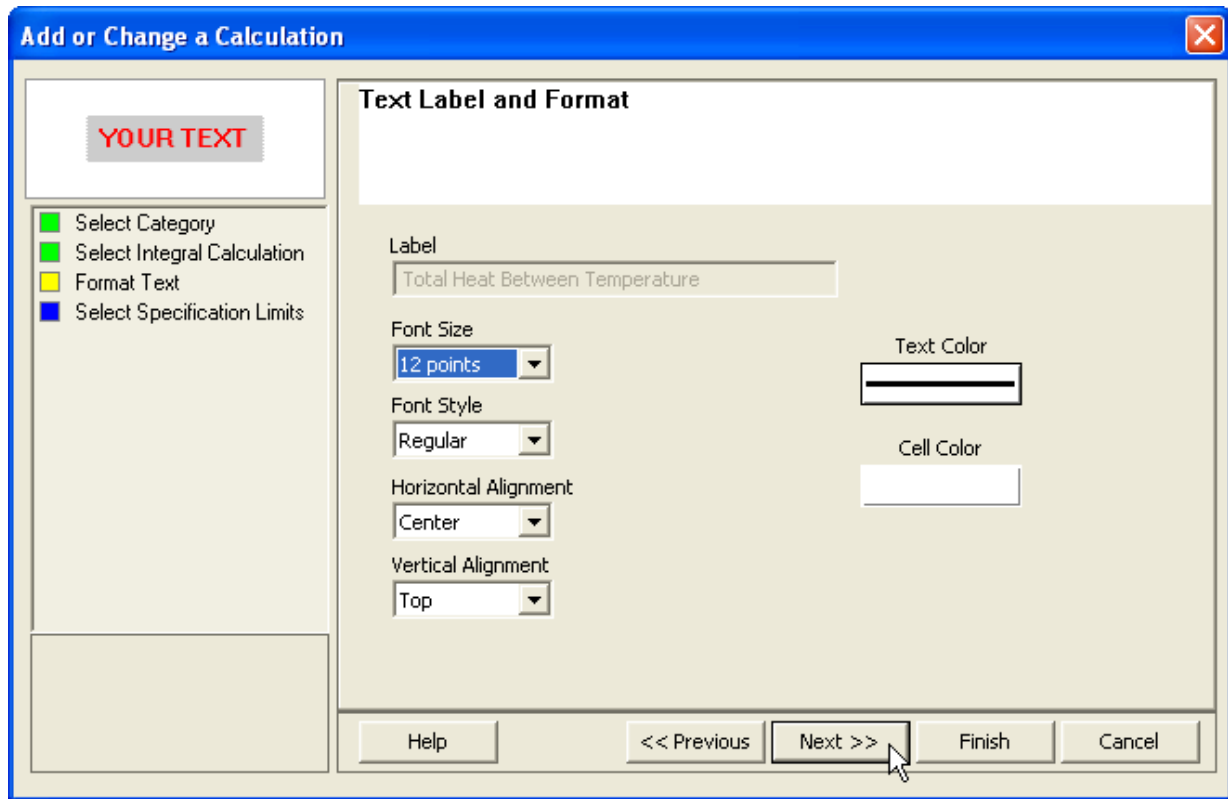 Add or Change a Calculation
YOUR TEXT
Select Category
Select Integral Calculation
Format Text
Select Specification Limits
Text Label and Format
Label
Total Heat Between Temperature
Font Size
12 points
Font Style
Regular
Horizontal Alignment
Center
Vertical Alignment
Top
Text Color
Cell Color
Help
<< Previous
Next >>
Finish
Cancel